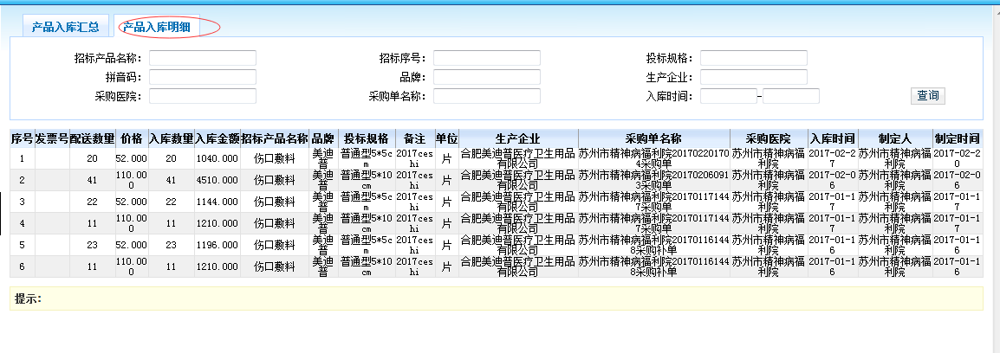 产品入库汇总 产品入库明细
招标产品名称: 招标序号: 投标规格:
拼音码: 品牌: 生产企业:
采购医院: 采购单名称: 入库时间: - 查询
序号 发票号 配送数量 价格 入库数量 入库金额 招标产品名称 品牌 投标规格 备注 单位 生产企业 采购单名称 采购医院 入库时间 制定人 制定时间
1 20 52.000 20 1040.000 伤口敷料 美迪普 普通型5*5cm 2017ceshi 片 合肥美迪普医疗卫生用品有限公司 苏州市精神病福利院201702201704采购单 苏州市精神病福利院 2017-02-27 苏州市精神病福利院 2017-02-20
2 41 110.000 41 4510.000 伤口敷料 美迪普 普通型5*10cm 2017ceshi 片 合肥美迪普医疗卫生用品有限公司 苏州市精神病福利院201702060913采购单 苏州市精神病福利院 2017-02-06 苏州市精神病福利院 2017-02-06
3 22 52.000 22 1144.000 伤口敷料 美迪普 普通型5*5cm 2017ceshi 片 合肥美迪普医疗卫生用品有限公司 苏州市精神病福利院201701171447采购单 苏州市精神病福利院 2017-01-17 苏州市精神病福利院 2017-01-17
4 11 110.000 11 1210.000 伤口敷料 美迪普 普通型5*10cm 2017ceshi 片 合肥美迪普医疗卫生用品有限公司 苏州市精神病福利院201701171447采购单 苏州市精神病福利院 2017-01-17 苏州市精神病福利院 2017-01-17
5 23 52.000 23 1196.000 伤口敷料 美迪普 普通型5*5cm 2017ceshi 片 合肥美迪普医疗卫生用品有限公司 苏州市精神病福利院201701161448采购补单 苏州市精神病福利院 2017-01-16 苏州市精神病福利院 2017-01-16
6 11 110.000 11 1210.000 伤口敷料 美迪普 普通型5*10cm 2017ceshi 片 合肥美迪普医疗卫生用品有限公司 苏州市精神病福利院201701161448采购补单 苏州市精神病福利院 2017-01-16 苏州市精神病福利院 2017-01-16
提示: